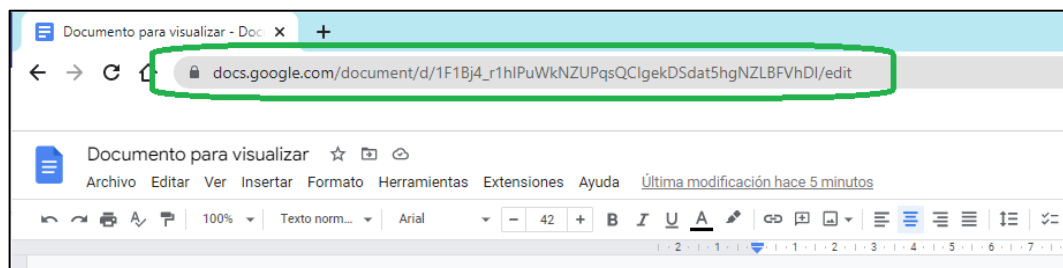 Documento para visualizar - Doc
docs.google.com/document/d/1F1Bj4_r1hIPuWkNZUPqsQCIgekDSdat5hgNZLBFVhDI/edit
Documento para visualizar
Archivo Editar Ver Insertar Formato Herramientas Extensiones Ayuda Última modificación hace 5 minutos
100% Texto norm... Arial - 42 + B I U A
2 1 1 2 3 4 5 6 7